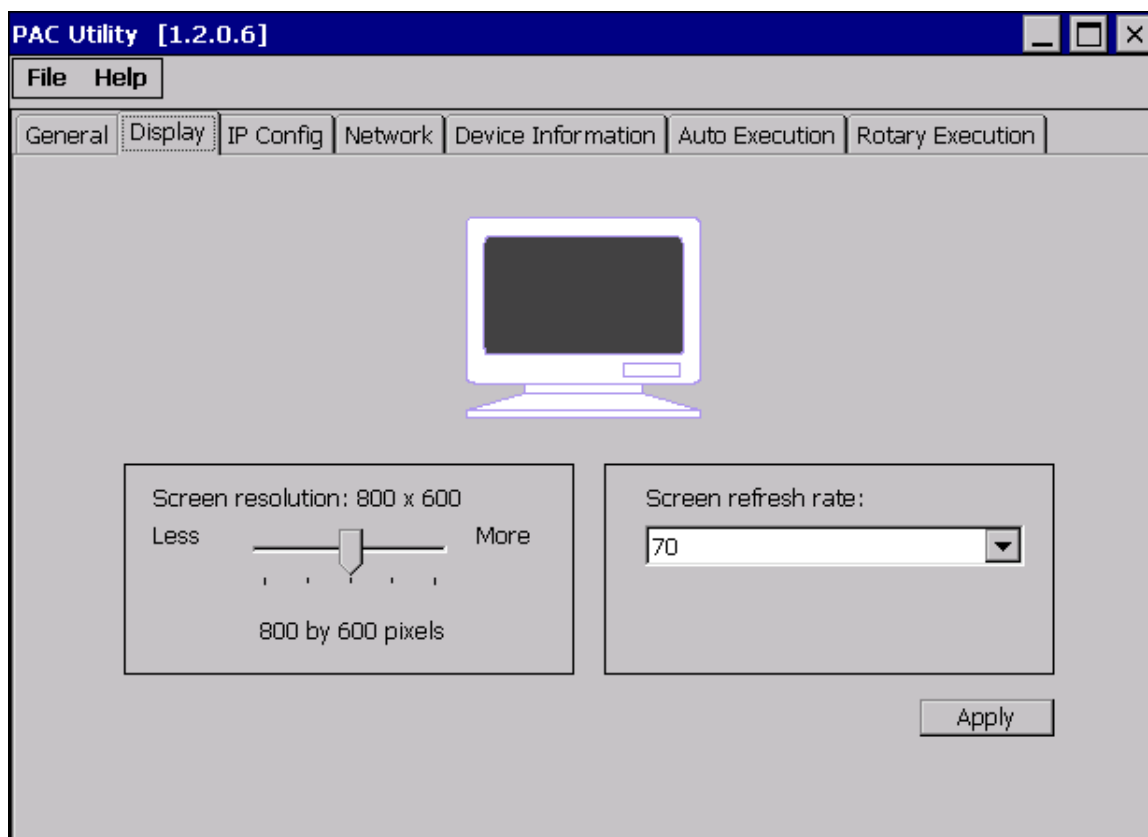 PAC Utility [1.2.0.6]
File Help
General Display IP Config Network Device Information Auto Execution Rotary Execution
Screen resolution: 800 x 600
Less More
800 by 600 pixels
Screen refresh rate:
70
Apply